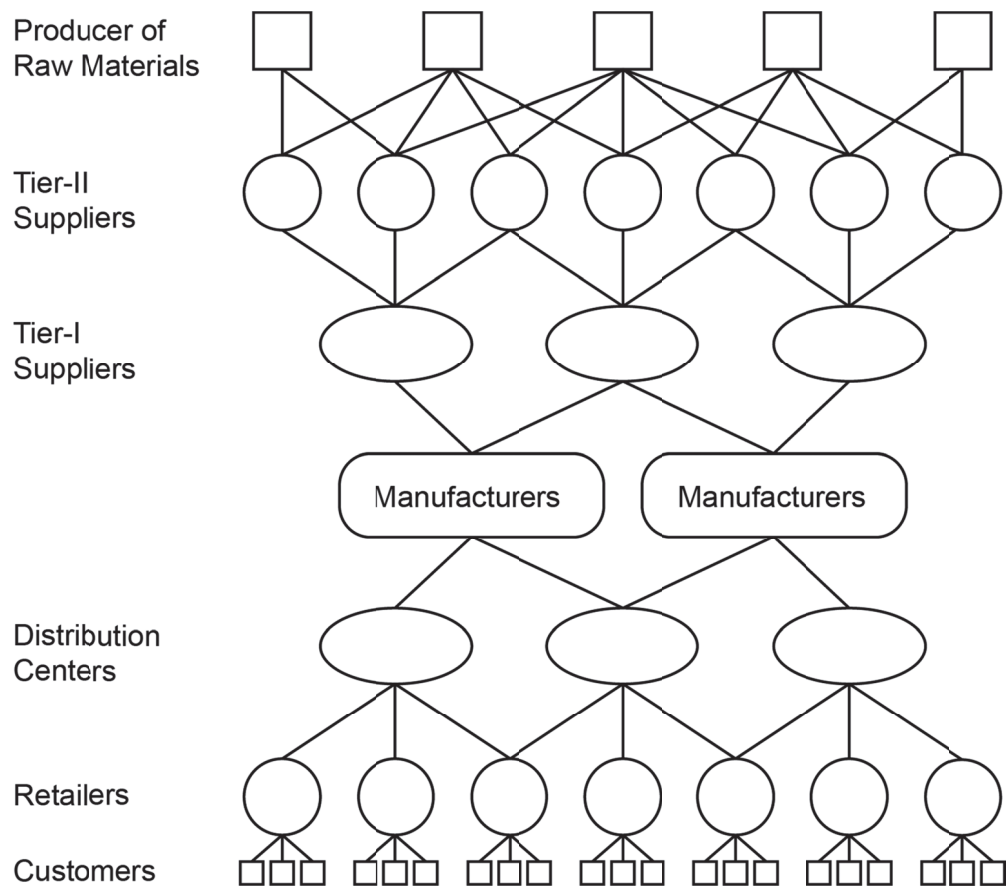 Producer of
Raw Materials
Tier-II
Suppliers
Tier-I
Suppliers
Manufacturers
Manufacturers
Distribution
Centers
Retailers
Customers